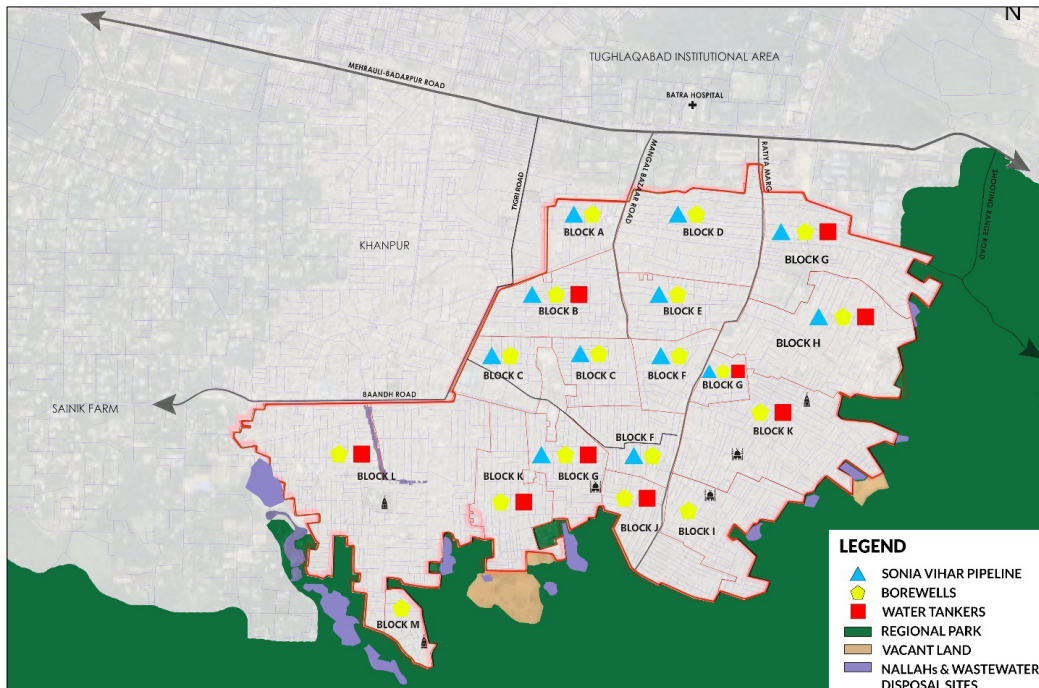 N
TUGHLAQABAD INSTITUTIONAL AREA
MEHRAULI-BADARPUR ROAD
BATRA HOSPITAL
TIGRI ROAD
MANGAL BAZAAR ROAD
RATIYA MARG
SHOOTING RANGE ROAD
KHANPUR
BLOCK A
BLOCK D
BLOCK G
BLOCK B
BLOCK E
BLOCK H
BLOCK C
BLOCK C
BLOCK F
BLOCK G
SAINIK FARM
BAANDH ROAD
BLOCK K
BLOCK F
BLOCK L
BLOCK K
BLOCK G
BLOCK J
BLOCK I
BLOCK M
LEGEND
SONIA VIHAR PIPELINE
BOREWELLS
WATER TANKERS
REGIONAL PARK
VACANT LAND
NALLAHs & WASTEWATER
DISPOSAL SITES